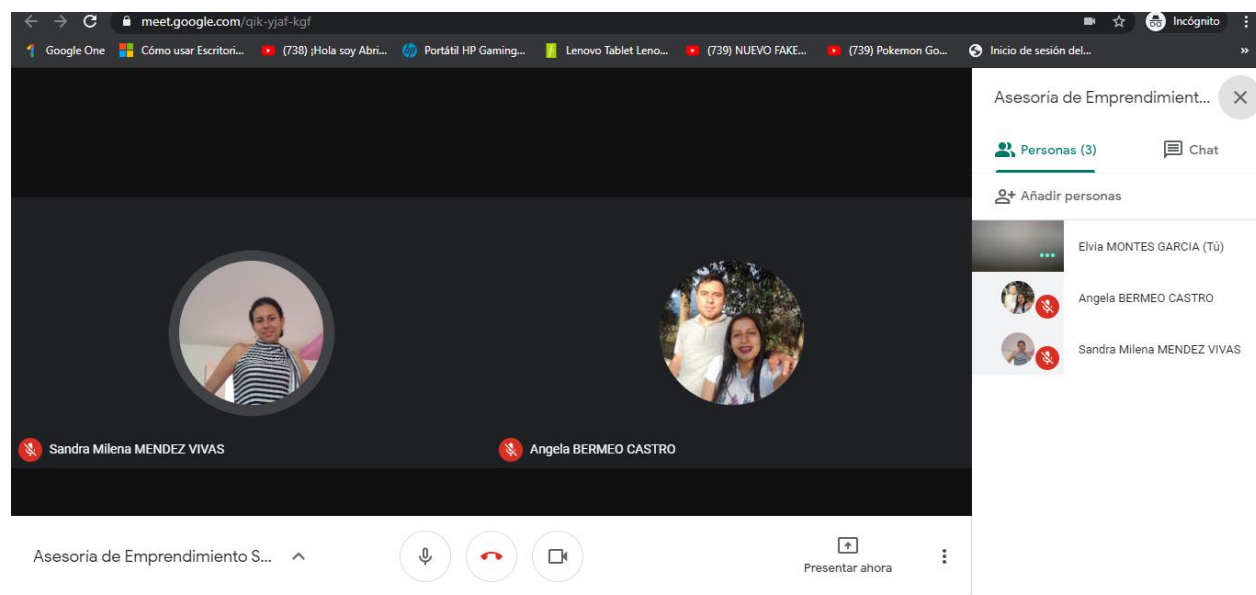 meet.google.com/qik-yjaf-kgf
Incógnito
Google One
Cómo usar Escritori...
(738) ¡Hola soy Abri...
Portátil HP Gaming...
Lenovo Tablet Leno...
(739) NUEVO FAKE...
(739) Pokemon Go...
Inicio de sesión del...
»
Asesoría de Emprendimient...
Personas (3)
Chat
Añadir personas
Elvia MONTES GARCIA (Tú)
Angela BERMEO CASTRO
Sandra Milena MENDEZ VIVAS
Sandra Milena MENDEZ VIVAS
Angela BERMEO CASTRO
Asesoría de Emprendimiento S...
Presentar ahora